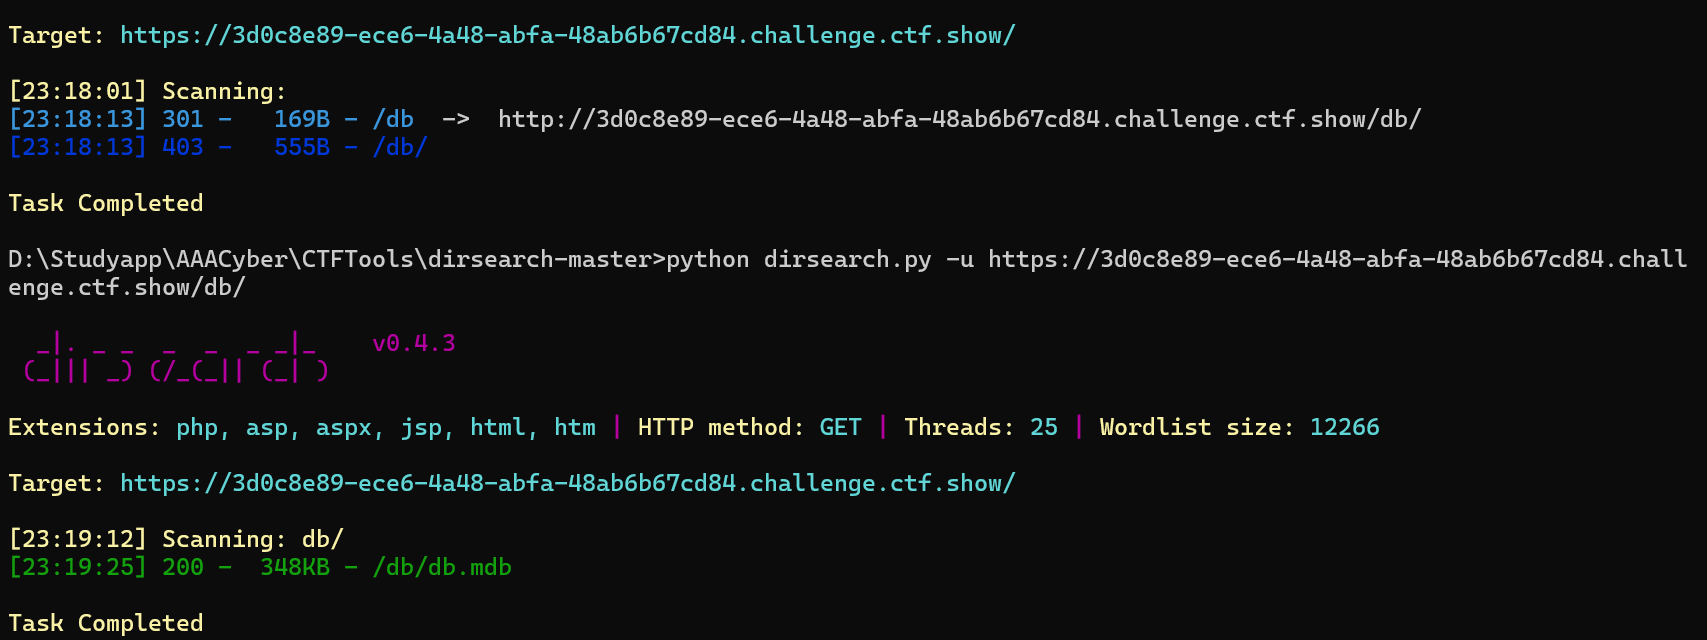 Target: https://3d0c8e89-ece6-4a48-abfa-48ab6b67cd84.challenge.ctf.show/
[23:18:01] Scanning:
[23:18:13] 301 -   169B - /db  ->  http://3d0c8e89-ece6-4a48-abfa-48ab6b67cd84.challenge.ctf.show/db/
[23:18:13] 403 -   555B - /db/
Task Completed
D:\Studyapp\AAACyber\CTFTools\dirsearch-master>python dirsearch.py -u https://3d0c8e89-ece6-4a48-abfa-48ab6b67cd84.chall
enge.ctf.show/db/
  _|. _ _  _  _  _ _|_    v0.4.3
 (_||| _) (/_(_|| (_| )
Extensions: php, asp, aspx, jsp, html, htm | HTTP method: GET | Threads: 25 | Wordlist size: 12266
Target: https://3d0c8e89-ece6-4a48-abfa-48ab6b67cd84.challenge.ctf.show/
[23:19:12] Scanning: db/
[23:19:25] 200 -  348KB - /db/db.mdb
Task Completed